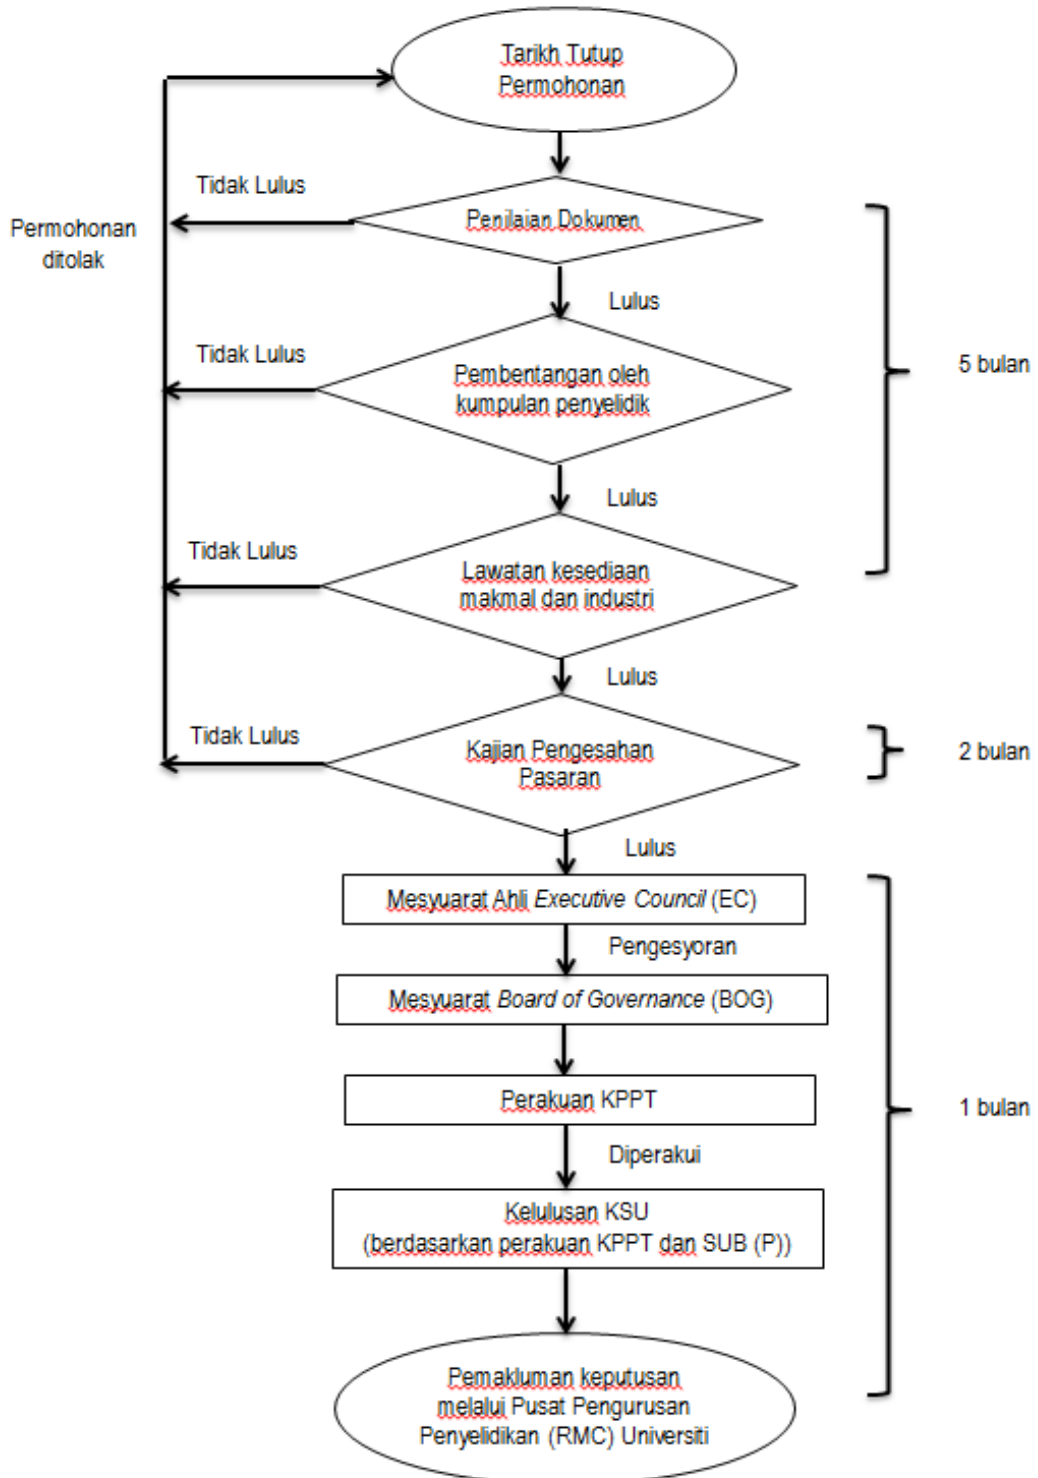 Tarikh Tutup
Permohonan
Tidak Lulus
Permohonan
ditolak
Penilaian Dokumen
Lulus
Tidak Lulus
Pembentangan oleh
kumpulan penyelidik
5 bulan
Lulus
Tidak Lulus
Lawatan kesediaan
makmal dan industri
Lulus
Tidak Lulus
Kajian Pengesahan
Pasaran
2 bulan
Lulus
Mesyuarat Ahli Executive Council (EC)
Pengesyoran
Mesyuarat Board of Governance (BOG)
Perakuan KPPT
1 bulan
Diperakui
Kelulusan KSU
(berdasarkan perakuan KPPT dan SUB (P))
Pemakluman keputusan
melalui Pusat Pengurusan
Penyelidikan (RMC) Universiti